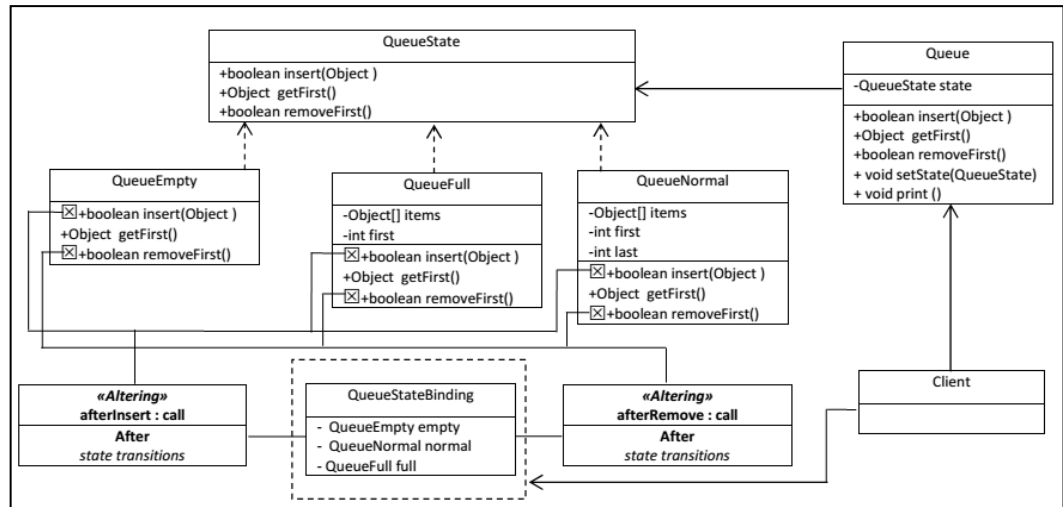 QueueState
+boolean insert(Object )
+Object getFirst()
+boolean removeFirst()
Queue
-QueueState state
+boolean insert(Object )
+Object getFirst()
+boolean removeFirst()
+ void setState(QueueState)
+ void print ()
QueueEmpty
+boolean insert(Object )
+Object getFirst()
+boolean removeFirst()
QueueFull
-Object[] items
-int first
+boolean insert(Object )
+Object getFirst()
+boolean removeFirst()
QueueNormal
-Object[] items
-int first
-int last
+boolean insert(Object )
+Object getFirst()
+boolean removeFirst()
«Altering»
afterInsert : call
After
state transitions
QueueStateBinding
- QueueEmpty empty
- QueueNormal normal
- QueueFull full
«Altering»
afterRemove : call
After
state transitions
Client